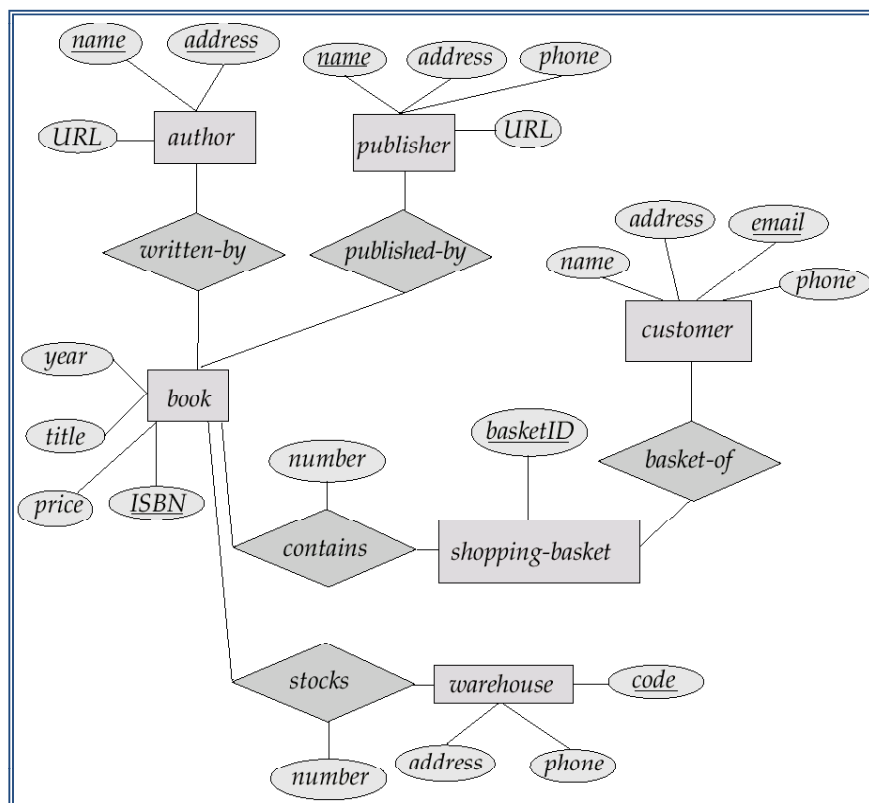 name
address
name
address
phone
URL
author
publisher
URL
written-by
published-by
address
email
name
phone
customer
year
book
title
basketID
number
basket-of
price
ISBN
contains
shopping-basket
stocks
warehouse
code
address
phone
number